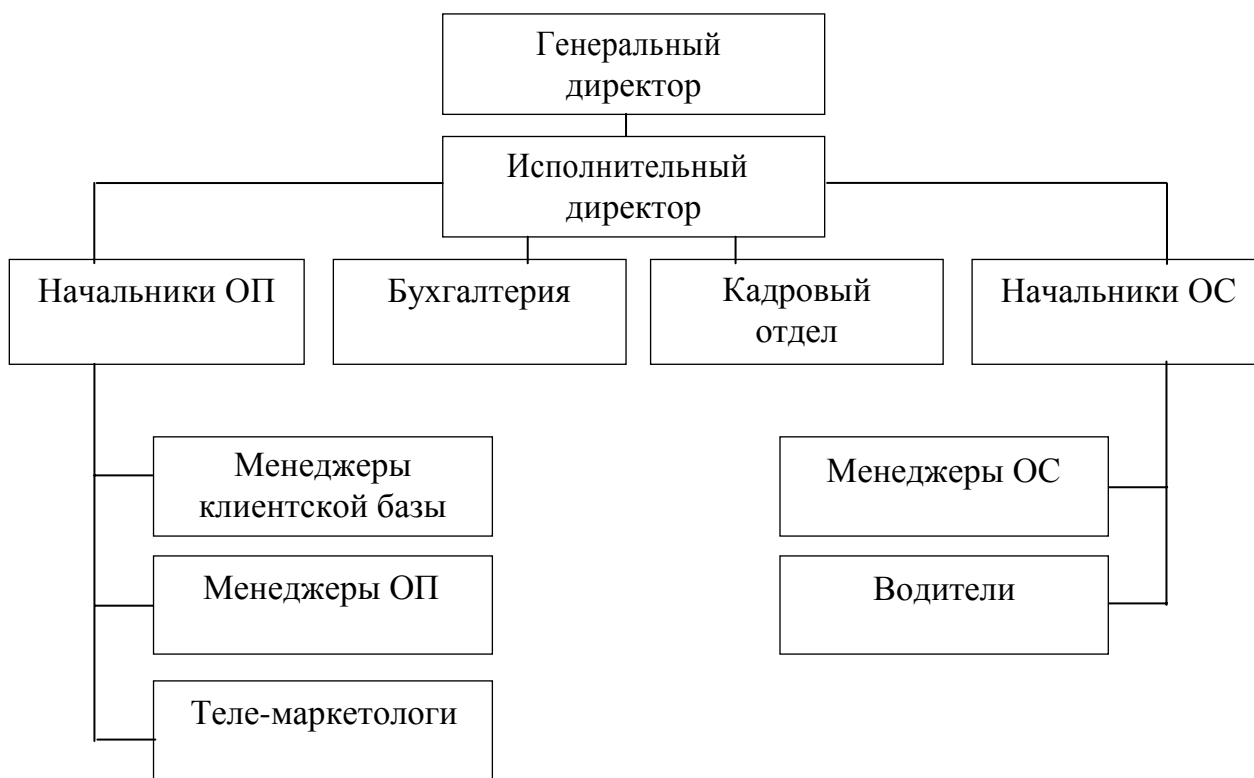 Генеральный
директор
Исполнительный
директор
Начальники ОП
Бухгалтерия
Кадровый
отдел
Начальники ОС
Менеджеры
клиентской базы
Менеджеры ОП
Теле-маркетологи
Менеджеры ОС
Водители